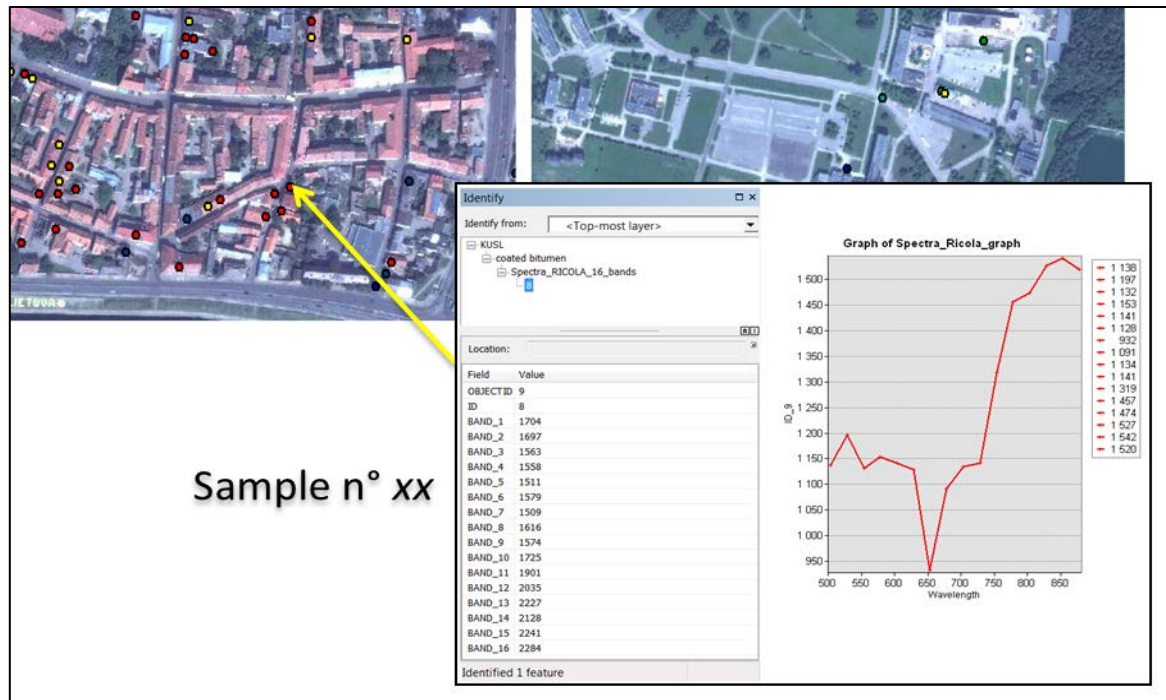 JETUVA
Sample n° xx
Identify
Identify from: <Top-most layer>
KUSL
coated bitumen
Spectra_RICOLA_16_bands
8
Location:
Field Value
OBJECTID 9
ID 8
BAND_1 1704
BAND_2 1697
BAND_3 1563
BAND_4 1558
BAND_5 1511
BAND_6 1579
BAND_7 1509
BAND_8 1616
BAND_9 1574
BAND_10 1725
BAND_11 1901
BAND_12 2035
BAND_13 2227
BAND_14 2128
BAND_15 2241
BAND_16 2284
Identified 1 feature
Graph of Spectra_Ricola_graph
ID_9
1 500
1 450
1 400
1 350
1 300
1 250
1 200
1 150
1 100
1 050
1 000
950
500 550 600 650 700 750 800 850
Wavelength
1 138
1 197
1 132
1 153
1 141
1 128
932
1 091
1 134
1 141
1 319
1 457
1 474
1 527
1 542
1 520